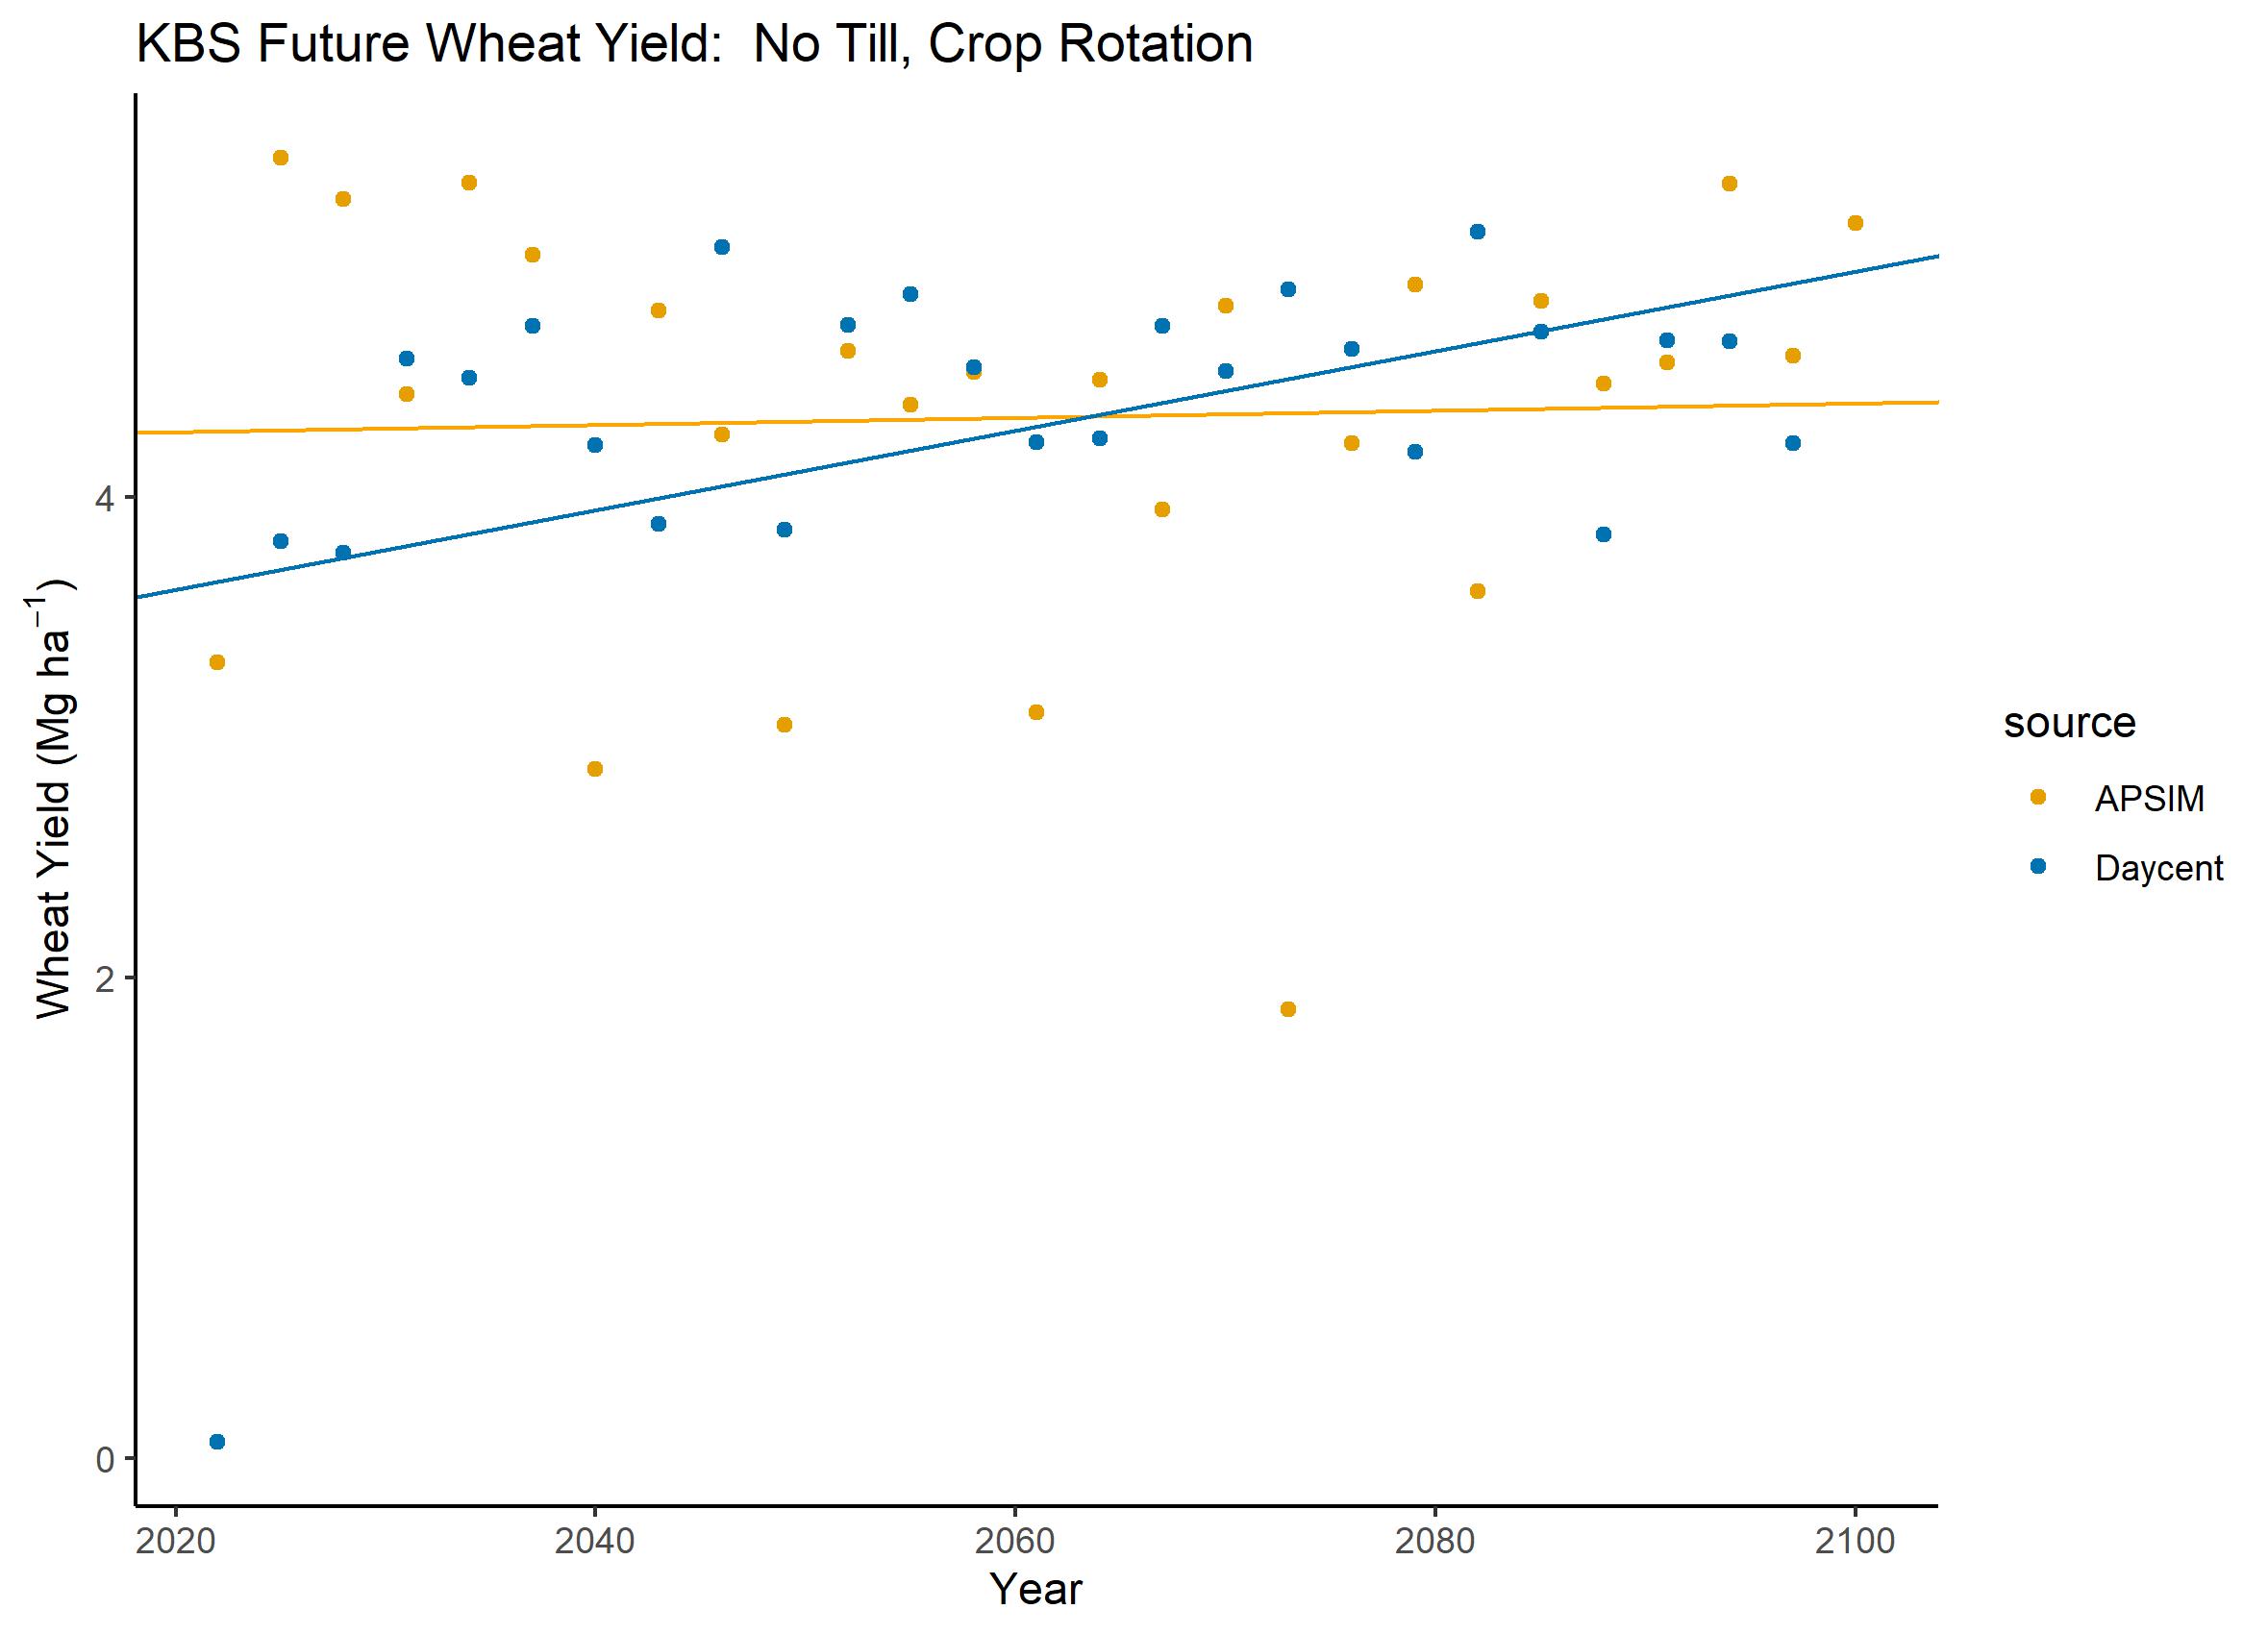 KBS Future Wheat Yield:  No Till, Crop Rotation
Wheat Yield (Mg ha⁻¹)
4
2
0
2020 2040 2060 2080 2100
Year
source
APSIM
Daycent